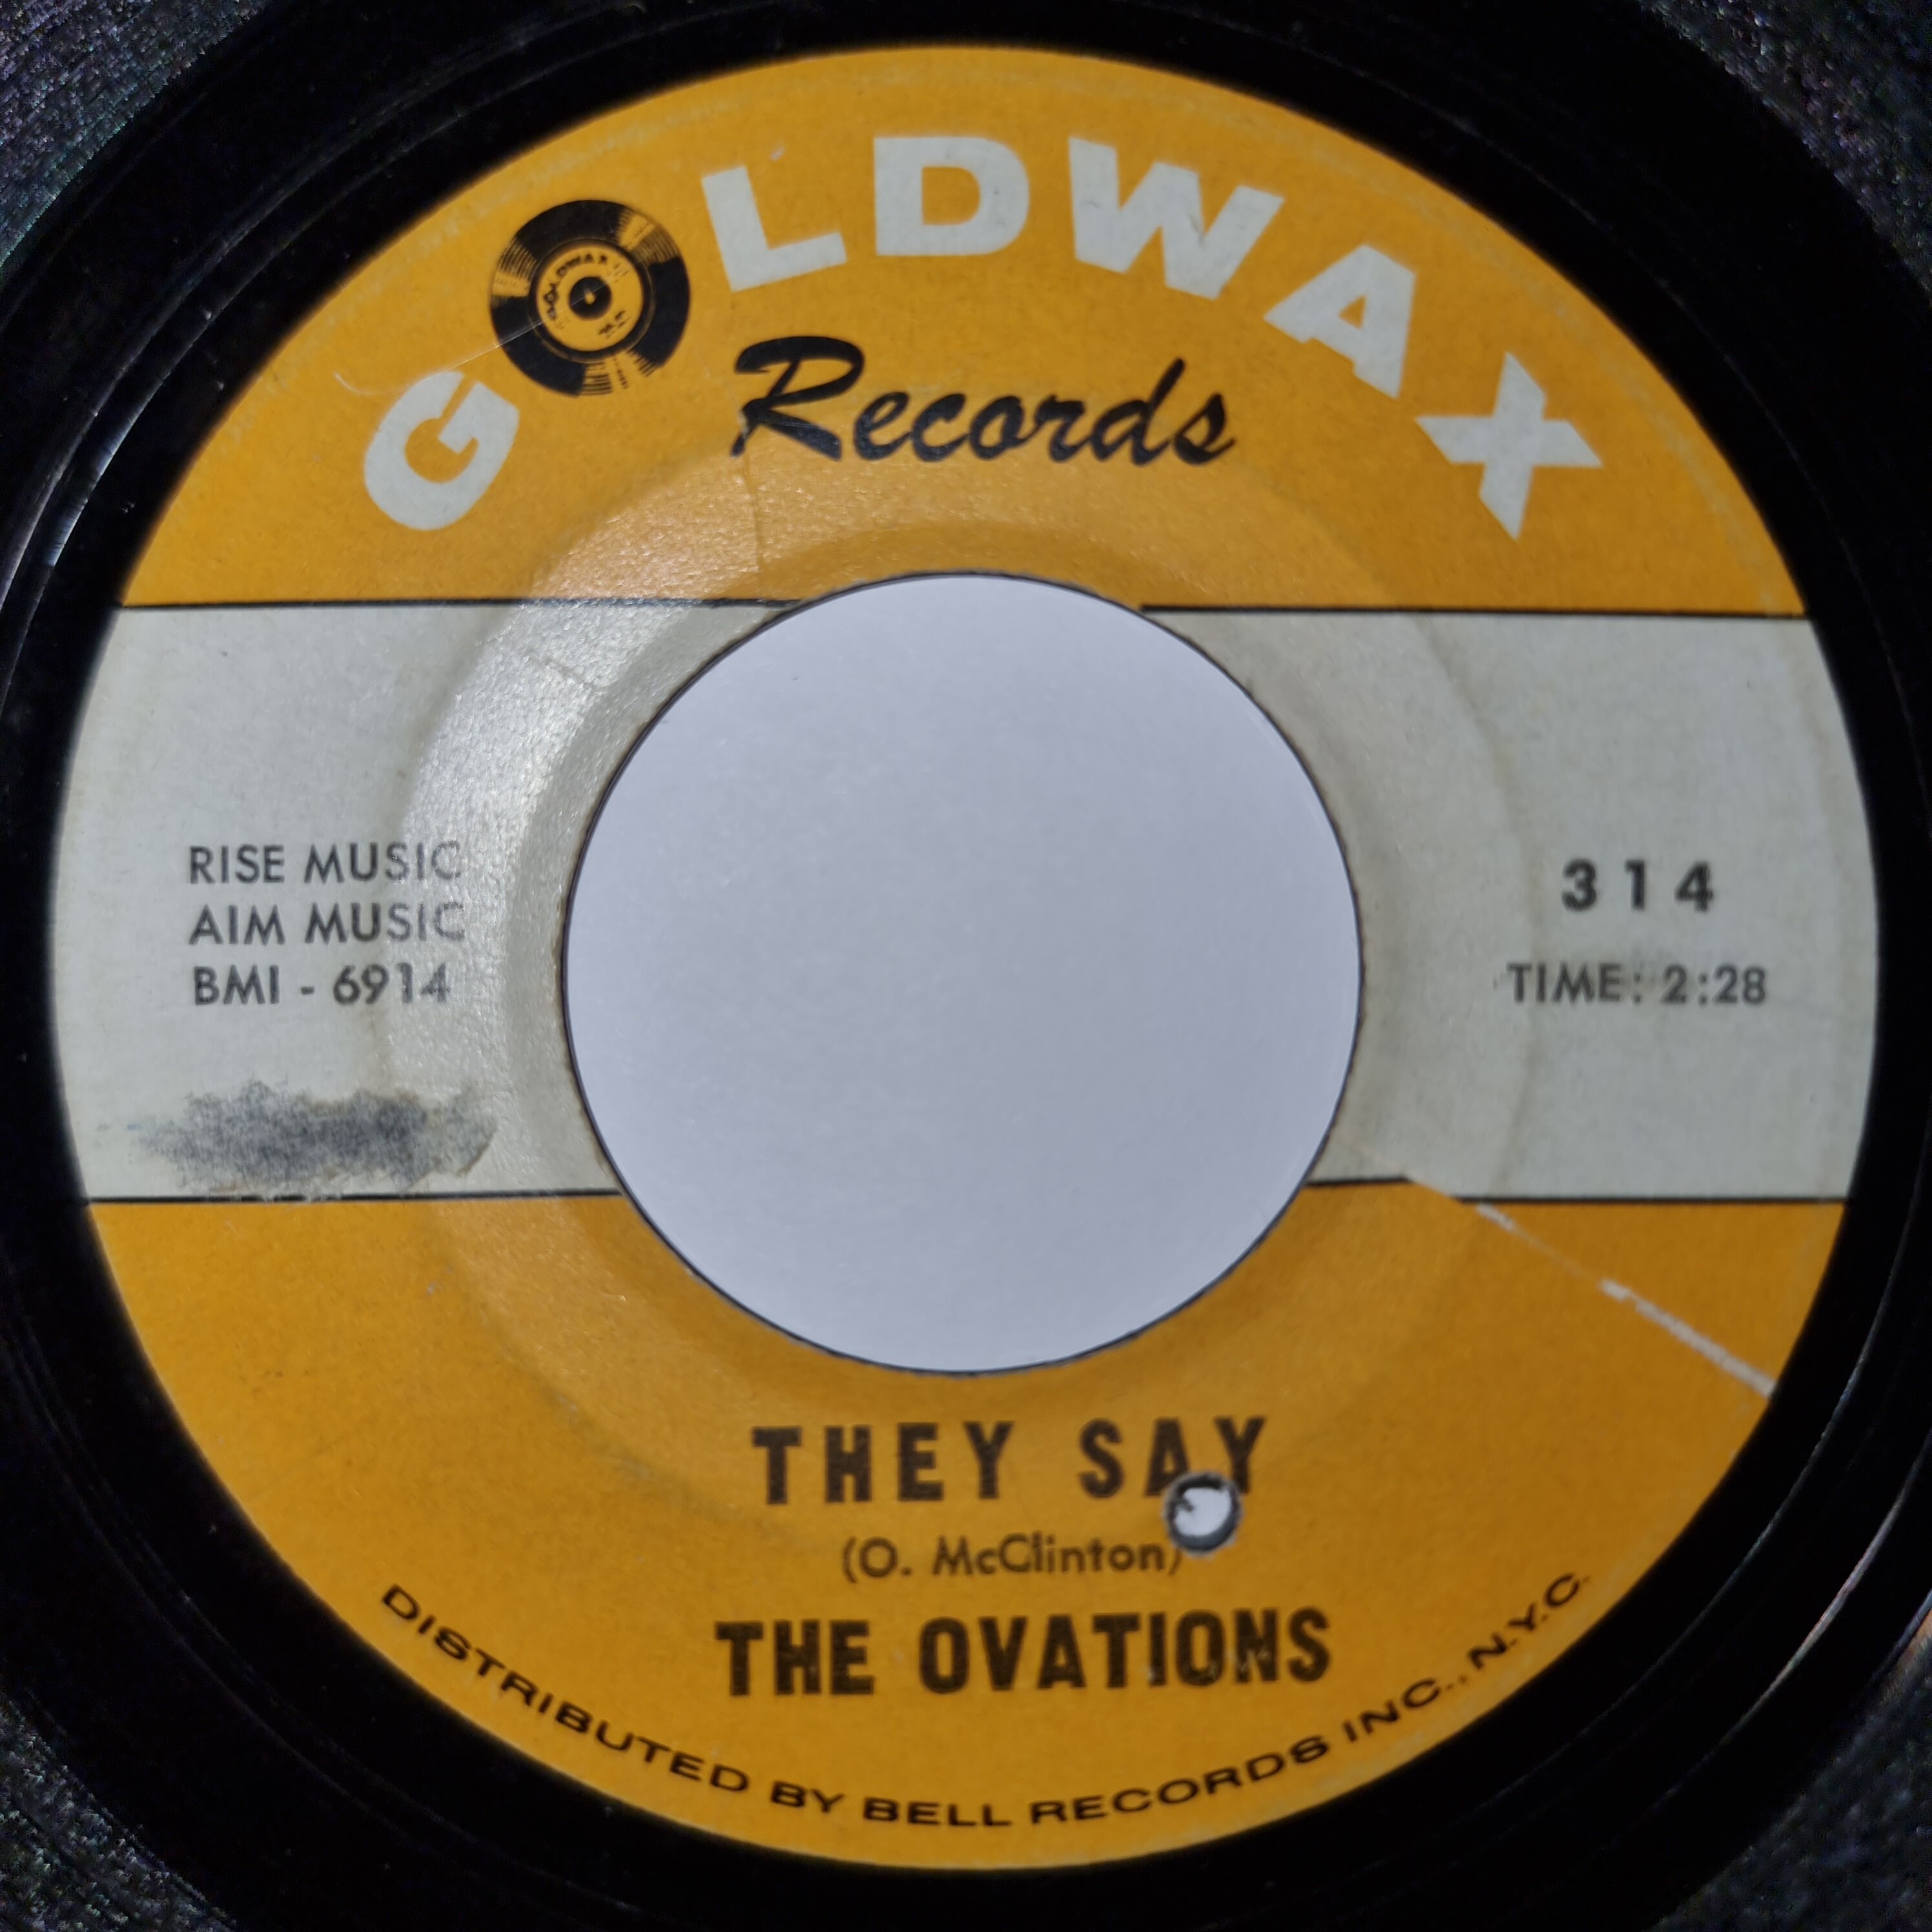 GOLDWAX
Records
RISE MUSIC
AIM MUSIC
BMI - 6914
314
TIME: 2:28
THEY SAY
(O. McClinton)
THE OVATIONS
DISTRIBUTED BY BELL RECORDS INC., N.Y.C.